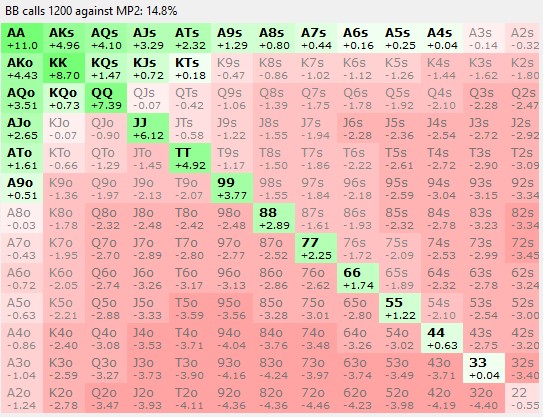 BB calls 1200 against MP2: 14.8%
AA AKs AQs AJs ATs A9s A8s A7s A6s A5s A4s A3s A2s
+11.0 +4.96 +4.10 +3.29 +2.32 +1.29 +0.80 +0.44 +0.16 +0.25 +0.04 -0.14 -0.32
AKo KK KQs KJs KTs K9s K8s K7s K6s K5s K4s K3s K2s
+4.43 +8.70 +1.47 +0.72 +0.18 -0.47 -0.86 -1.02 -1.12 -1.26 -1.44 -1.62 -1.80
AQo KQo QQ QJs QTs Q9s Q8s Q7s Q6s Q5s Q4s Q3s Q2s
+3.51 +0.73 +7.39 -0.07 -0.42 -1.06 -1.39 -1.75 -1.78 -1.92 -2.10 -2.28 -2.47
AJo KJo QJo JJ JTs J9s J8s J7s J6s J5s J4s J3s J2s
+2.65 -0.07 -0.90 +6.12 -0.58 -1.22 -1.55 -1.94 -2.28 -2.36 -2.54 -2.72 -2.92
ATo KTo QTo JTo TT T9s T8s T7s T6s T5s T4s T3s T2s
+1.61 -0.66 -1.29 -1.45 +4.92 -1.17 -1.50 -1.86 -2.22 -2.61 -2.72 -2.90 -3.09
A9o K9o Q9o J9o T9o 99 98s 97s 96s 95s 94s 93s 92s
+0.51 -1.36 -1.97 -2.13 -2.07 +3.77 -1.55 -1.84 -2.18 -2.59 -3.04 -3.15 -3.34
A8o K8o Q8o J8o T8o 98o 88 87s 86s 85s 84s 83s 82s
-0.03 -1.78 -2.32 -2.48 -2.42 -2.48 +2.89 -1.61 -1.93 -2.32 -2.78 -3.23 -3.34
A7o K7o Q7o J7o T7o 97o 87o 77 76s 75s 74s 73s 72s
-0.43 -1.95 -2.70 -2.89 -2.80 -2.77 -2.52 +2.25 -1.72 -2.09 -2.53 -2.99 -3.45
A6o K6o Q6o J6o T6o 96o 86o 76o 66 65s 64s 63s 62s
-0.72 -2.05 -2.74 -3.26 -3.17 -3.13 -2.86 -2.62 +1.74 -1.89 -2.32 -2.78 -3.24
A5o K5o Q5o J5o T5o 95o 85o 75o 65o 55 54s 53s 52s
-0.63 -2.21 -2.88 -3.33 -3.59 -3.56 -3.28 -3.01 -2.80 +1.22 -2.10 -2.54 -3.00
A4o K4o Q4o J4o T4o 94o 84o 74o 64o 54o 44 43s 42s
-0.86 -2.40 -3.08 -3.53 -3.71 -4.04 -3.76 -3.48 -3.26 -3.02 +0.63 -2.75 -3.20
A3o K3o Q3o J3o T3o 93o 83o 73o 63o 53o 43o 33 32s
-1.04 -2.59 -3.27 -3.73 -3.90 -4.16 -4.24 -3.97 -3.74 -3.49 -3.71 +0.04 -3.40
A2o K2o Q2o J2o T2o 92o 82o 72o 62o 52o 42o 32o 22
-1.24 -2.78 -3.47 -3.93 -4.11 -4.36 -4.36 -4.46 -4.23 -3.98 -4.19 -4.40 -0.55